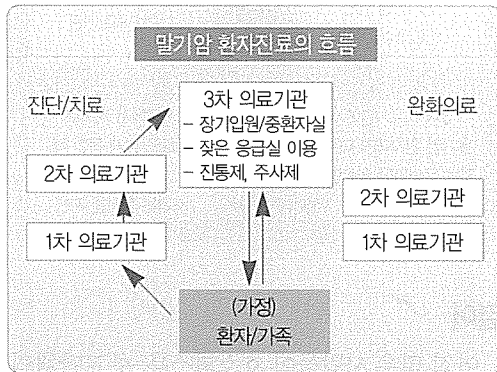 말기암 환자진료의 흐름
진단/치료
3차 의료기관
- 장기입원/중환자실
- 잦은 응급실 이용
- 진통제, 주사제
완화의료
2차 의료기관
1차 의료기관
2차 의료기관
1차 의료기관
(가정)
환자/가족